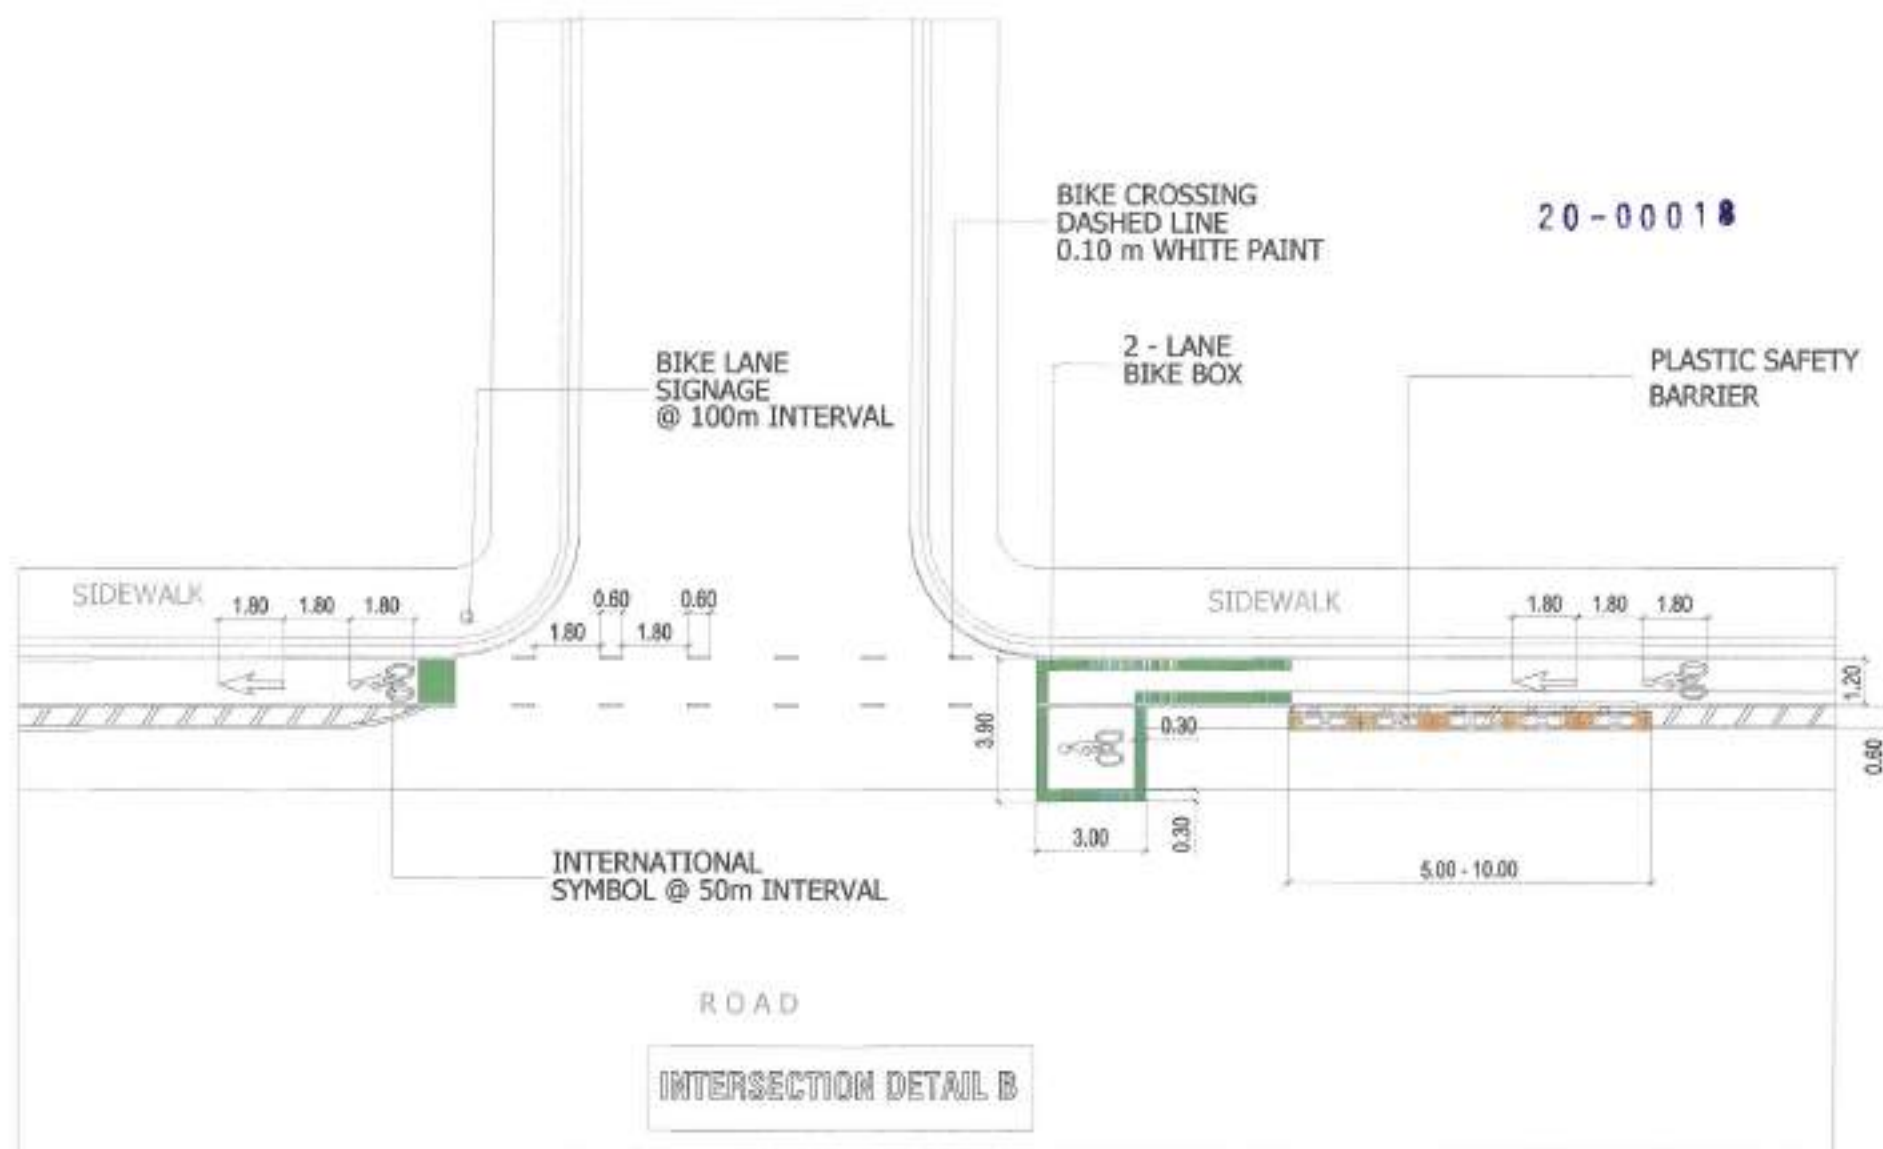 BIKE CROSSING
DASHED LINE
0.10 m WHITE PAINT
20-00018
2 - LANE
BIKE BOX
BIKE LANE
SIGNAGE
@ 100m INTERVAL
PLASTIC SAFETY
BARRIER
SIDEWALK
1.80 1.80 1.80
0.60 0.60
1.80 1.80
SIDEWALK
1.80 1.80 1.80
1.20
3.90
0.30
0.60
3.00
0.30
5.00 - 10.00
INTERNATIONAL
SYMBOL @ 50m INTERVAL
ROAD
INTERSECTION DETAIL B